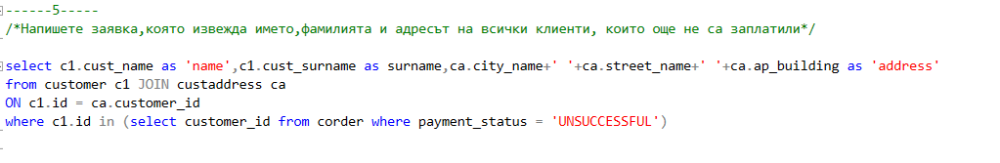 ------5-----
/*Напишете заявка,която извежда името,фамилията и адресът на всички клиенти, които още не са заплатили*/
select c1.cust_name as 'name',c1.cust_surname as surname,ca.city_name+' '+ca.street_name+' '+ca.ap_building as 'address'
from customer c1 JOIN custaddress ca
ON c1.id = ca.customer_id
where c1.id in (select customer_id from corder where payment_status = 'UNSUCCESSFUL')